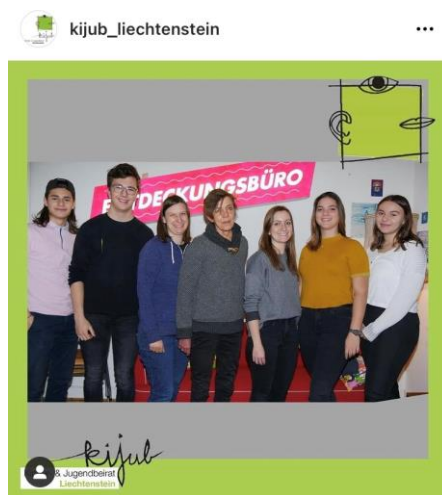 kijub_liechtenstein
ENTDECKUNGSBÜRO
kijub
& Jugendbeirat
Liechtenstein